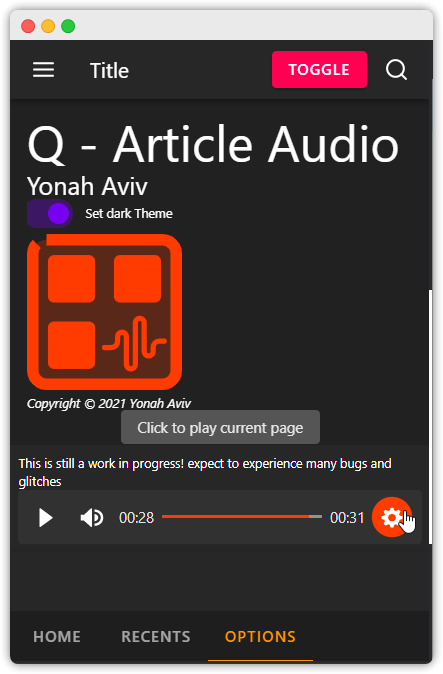 Title
TOGGLE
Q - Article Audio
Yonah Aviv
Set dark Theme
Copyright © 2021 Yonah Aviv
Click to play current page
This is still a work in progress! expect to experience many bugs and
glitches
00:28
00:31
HOME
RECENTS
OPTIONS